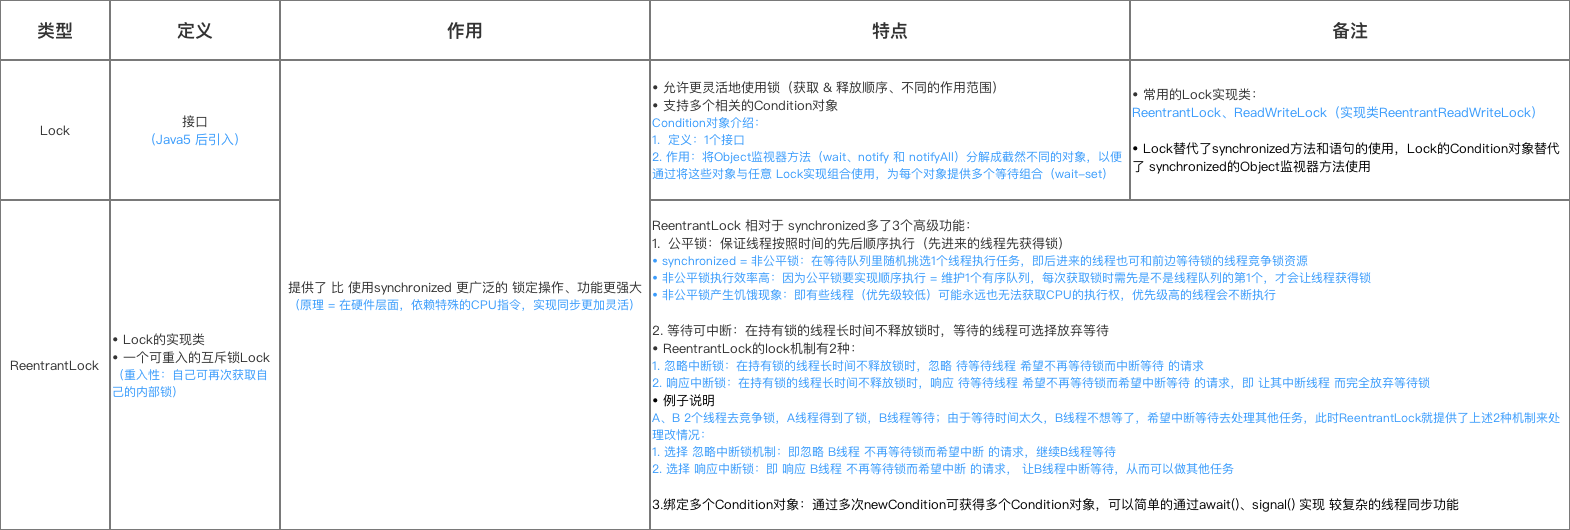 类型
定义
作用
特点
备注
Lock
接口
（Java5 后引入）
提供了 比 使用synchronized 更广泛的 锁定操作、功能更强大
（原理 = 在硬件层面，依赖特殊的CPU指令，实现同步更加灵活）
• 允许更灵活地使用锁（获取 & 释放顺序、不同的作用范围）
• 支持多个相关的Condition对象
Condition对象介绍：
1. 定义：1个接口
2. 作用：将Object监视器方法（wait、notify 和 notifyAll）分解成截然不同的对象，以便
通过将这些对象与任意 Lock实现组合使用，为每个对象提供多个等待组合（wait-set）
• 常用的Lock实现类：
ReentrantLock、ReadWriteLock（实现类ReentrantReadWriteLock）
• Lock替代了synchronized方法和语句的使用，Lock的Condition对象替代
了 synchronized的Object监视器方法使用
ReentrantLock
• Lock的实现类
• 一个可重入的互斥锁Lock
（重入性：自己可再次获取自
己的内部锁）
ReentrantLock 相对于 synchronized多了3个高级功能：
1. 公平锁：保证线程按照时间的先后顺序执行（先进来的线程先获得锁）
• synchronized = 非公平锁：在等待队列里随机挑选1个线程执行任务，即后进来的线程也可和前边等待锁的线程竞争锁资源
• 非公平锁执行效率高：因为公平锁要实现顺序执行 = 维护1个有序队列，每次获取锁时需先是不是线程队列的第1个，才会让线程获得锁
• 非公平锁产生饥饿现象：即有些线程（优先级较低）可能永远也无法获取CPU的执行权，优先级高的线程会不断执行
2. 等待可中断：在持有锁的线程长时间不释放锁时，等待的线程可选择放弃等待
• ReentrantLock的lock机制有2种：
1. 忽略中断锁：在持有锁的线程长时间不释放锁时，忽略 待等待线程 希望不再等待锁而中断等待 的请求
2. 响应中断锁：在持有锁的线程长时间不释放锁时，响应 待等待线程 希望不再等待锁而希望中断等待 的请求，即 让其中断线程 而完全放弃等待锁
• 例子说明
A、B 2个线程去竞争锁，A线程得到了锁，B线程等待；由于等待时间太久，B线程不想等了，希望中断等待去处理其他任务，此时ReentrantLock就提供了上述2种机制来处
理改情况：
1. 选择 忽略中断锁机制：即忽略 B线程 不再等待锁而希望中断 的请求，继续B线程等待
2. 选择 响应中断锁：即 响应 B线程 不再等待锁而希望中断 的请求， 让B线程中断等待，从而可以做其他任务
3.绑定多个Condition对象：通过多次newCondition可获得多个Condition对象，可以简单的通过await()、signal() 实现 较复杂的线程同步功能